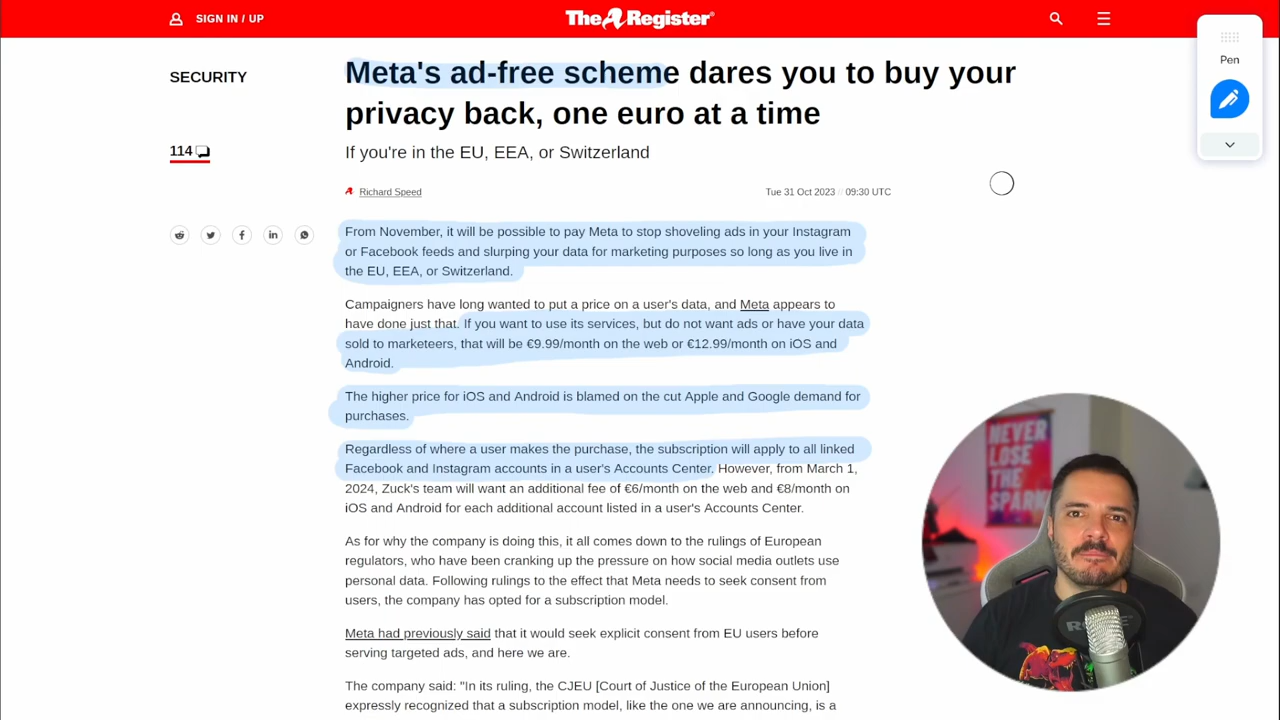 SIGN IN / UP
The Register®
Pen
SECURITY
Meta's ad-free scheme dares you to buy your
privacy back, one euro at a time
114
If you're in the EU, EEA, or Switzerland
Richard Speed
Tue 31 Oct 2023 // 09:30 UTC
From November, it will be possible to pay Meta to stop shoveling ads in your Instagram
or Facebook feeds and slurping your data for marketing purposes so long as you live in
the EU, EEA, or Switzerland.
Campaigners have long wanted to put a price on a user's data, and Meta appears to
have done just that. If you want to use its services, but do not want ads or have your data
sold to marketeers, that will be €9.99/month on the web or €12.99/month on iOS and
Android.
The higher price for iOS and Android is blamed on the cut Apple and Google demand for
purchases.
Regardless of where a user makes the purchase, the subscription will apply to all linked
Facebook and Instagram accounts in a user's Accounts Center. However, from March 1,
2024, Zuck's team will want an additional fee of €6/month on the web and €8/month on
iOS and Android for each additional account listed in a user's Accounts Center.
As for why the company is doing this, it all comes down to the rulings of European
regulators, who have been cranking up the pressure on how social media outlets use
personal data. Following rulings to the effect that Meta needs to seek consent from
users, the company has opted for a subscription model.
Meta had previously said that it would seek explicit consent from EU users before
serving targeted ads, and here we are.
The company said: "In its ruling, the CJEU [Court of Justice of the European Union]
expressly recognized that a subscription model, like the one we are announcing, is a
NEVER
LOSE
THE
SPARK